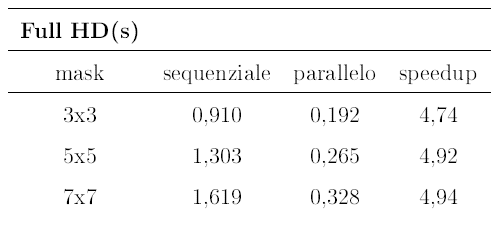 Full HD(s)
mask sequenziale parallelo speedup
3x3 0,910 0,192 4,74
5x5 1,303 0,265 4,92
7x7 1,619 0,328 4,94